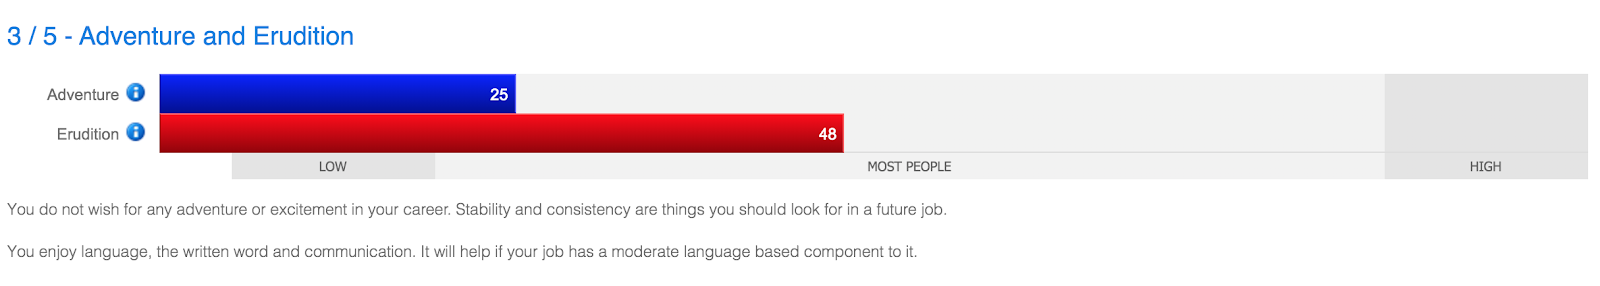 3 / 5 - Adventure and Erudition
Adventure 25
Erudition 48
LOW MOST PEOPLE HIGH
You do not wish for any adventure or excitement in your career. Stability and consistency are things you should look for in a future job.
You enjoy language, the written word and communication. It will help if your job has a moderate language based component to it.